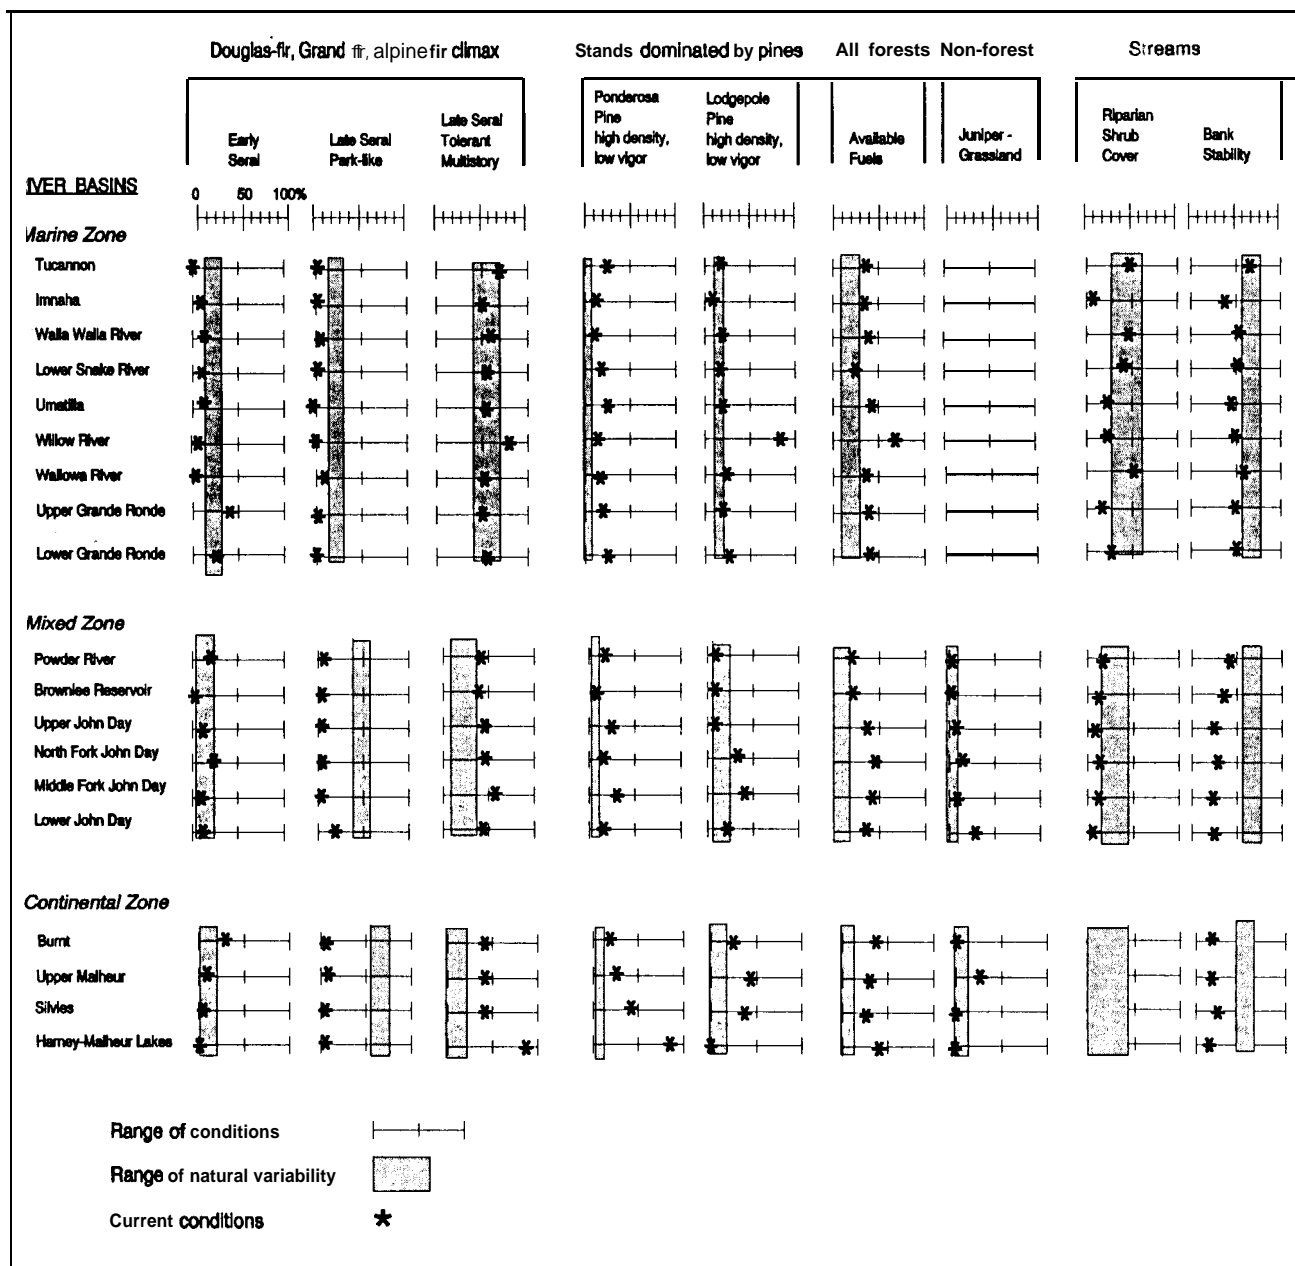 Douglas-fir, Grand fir, alpine fir climax
Stands dominated by pines
All forests
Non-forest
Streams
Early
Seral
Late Seral
Park-like
Late Seral
Tolerant
Multistory
Ponderosa
Pine
high density,
low vigor
Lodgepole
Pine
high density,
low vigor
Available
Fuels
Juniper -
Grassland
Riparian
Shrub
Cover
Bank
Stability
IVER BASINS
0 50 100%
Marine Zone
Tucannon
Imnaha
Walla Walla River
Lower Snake River
Umatilla
Willow River
Wallowa River
Upper Grande Ronde
Lower Grande Ronde
Mixed Zone
Powder River
Brownlee Reservoir
Upper John Day
North Fork John Day
Middle Fork John Day
Lower John Day
Continental Zone
Burnt
Upper Malheur
Silvies
Harney-Malheur Lakes
Range of conditions
Range of natural variability
Current conditions